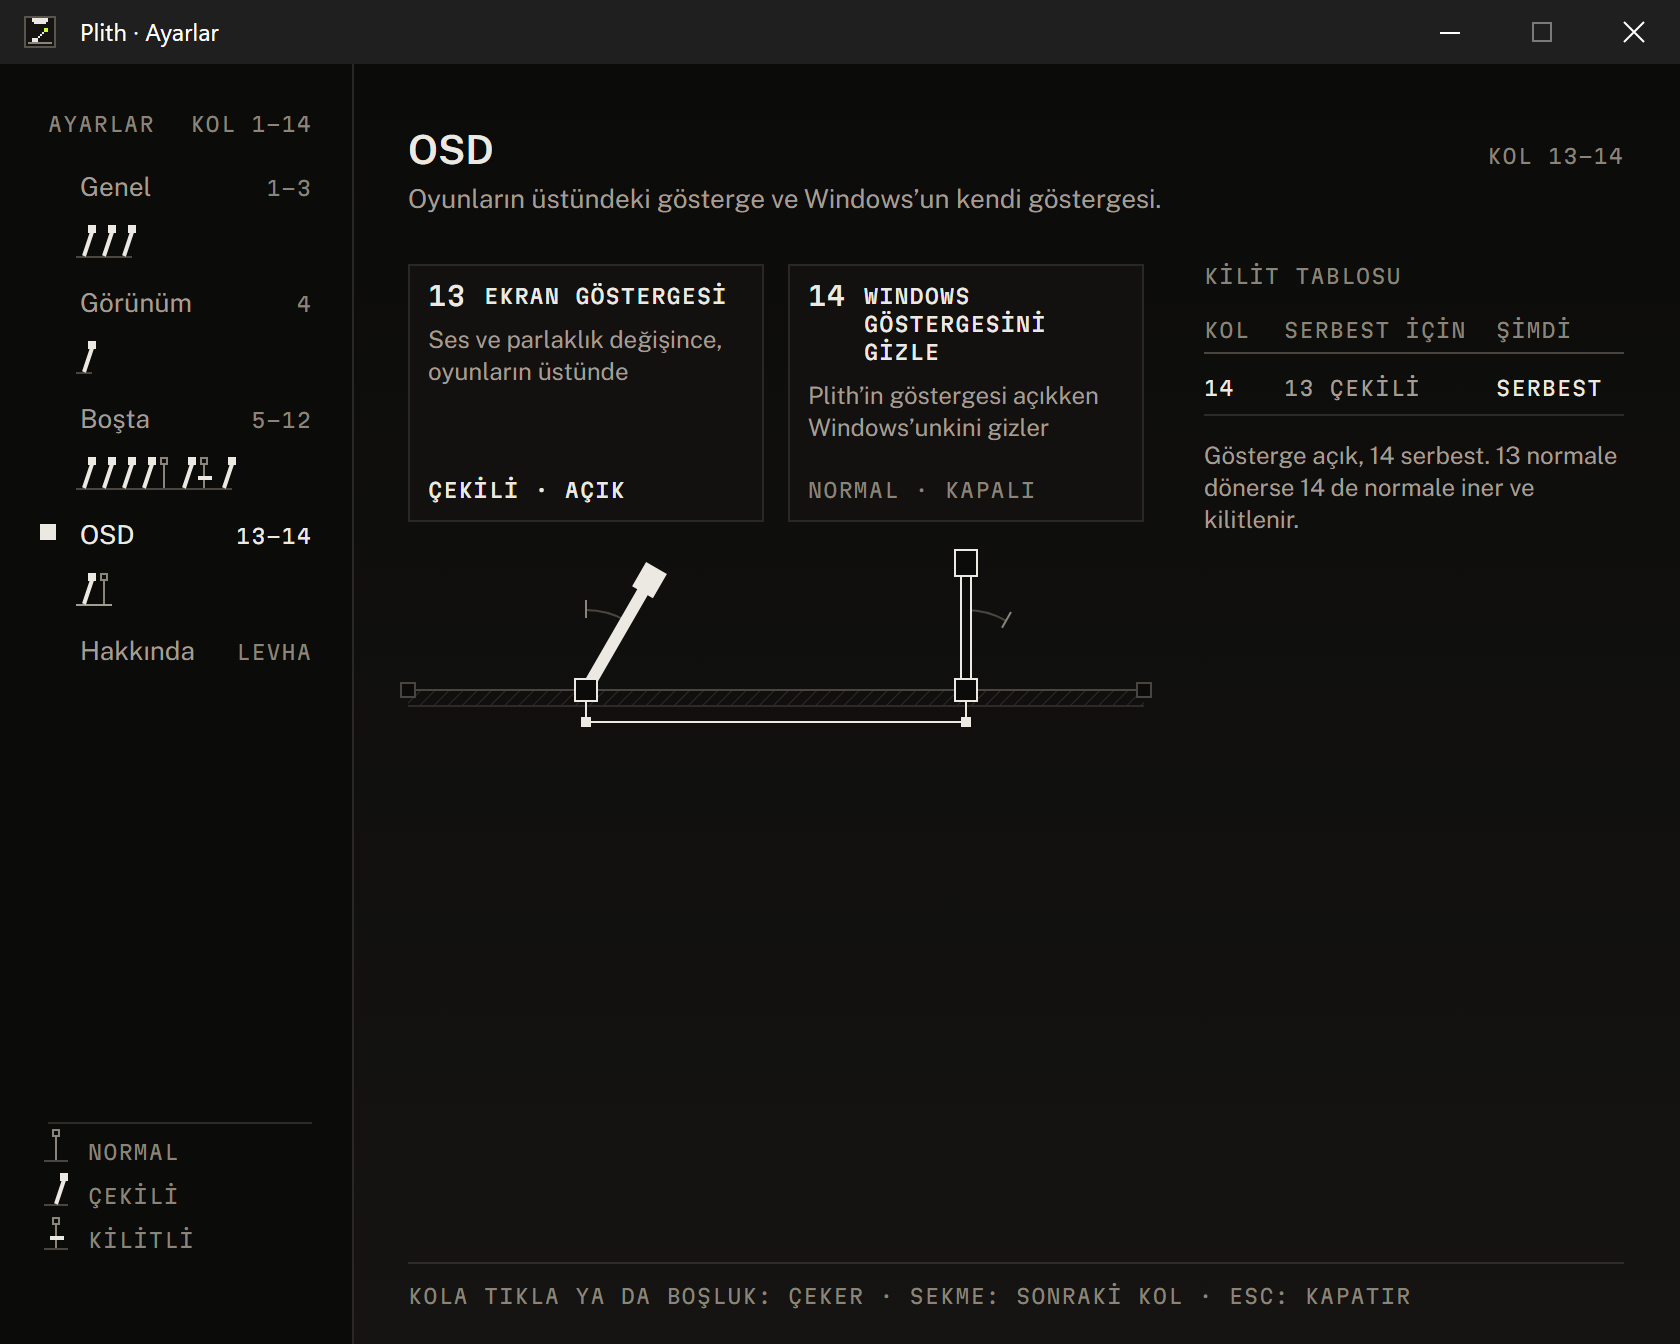 Plith · Ayarlar
AYARLAR KOL 1–14
Genel 1–3
Görünüm 4
Boşta 5–12
OSD 13–14
Hakkında LEVHA
NORMAL
ÇEKİLİ
KİLİTLİ
OSD
KOL 13–14
Oyunların üstündeki gösterge ve Windows’un kendi göstergesi.
13 EKRAN GÖSTERGESİ
Ses ve parlaklık değişince,
oyunların üstünde
ÇEKİLİ · AÇIK
14 WINDOWS
GÖSTERGESİNİ
GİZLE
Plith’in göstergesi açıkken
Windows’unkini gizler
NORMAL · KAPALI
KİLİT TABLOSU
KOL SERBEST İÇİN ŞİMDİ
14 13 ÇEKİLİ SERBEST
Gösterge açık, 14 serbest. 13 normale
dönerse 14 de normale iner ve
kilitlenir.
KOLA TIKLA YA DA BOŞLUK: ÇEKER · SEKME: SONRAKİ KOL · ESC: KAPATIR